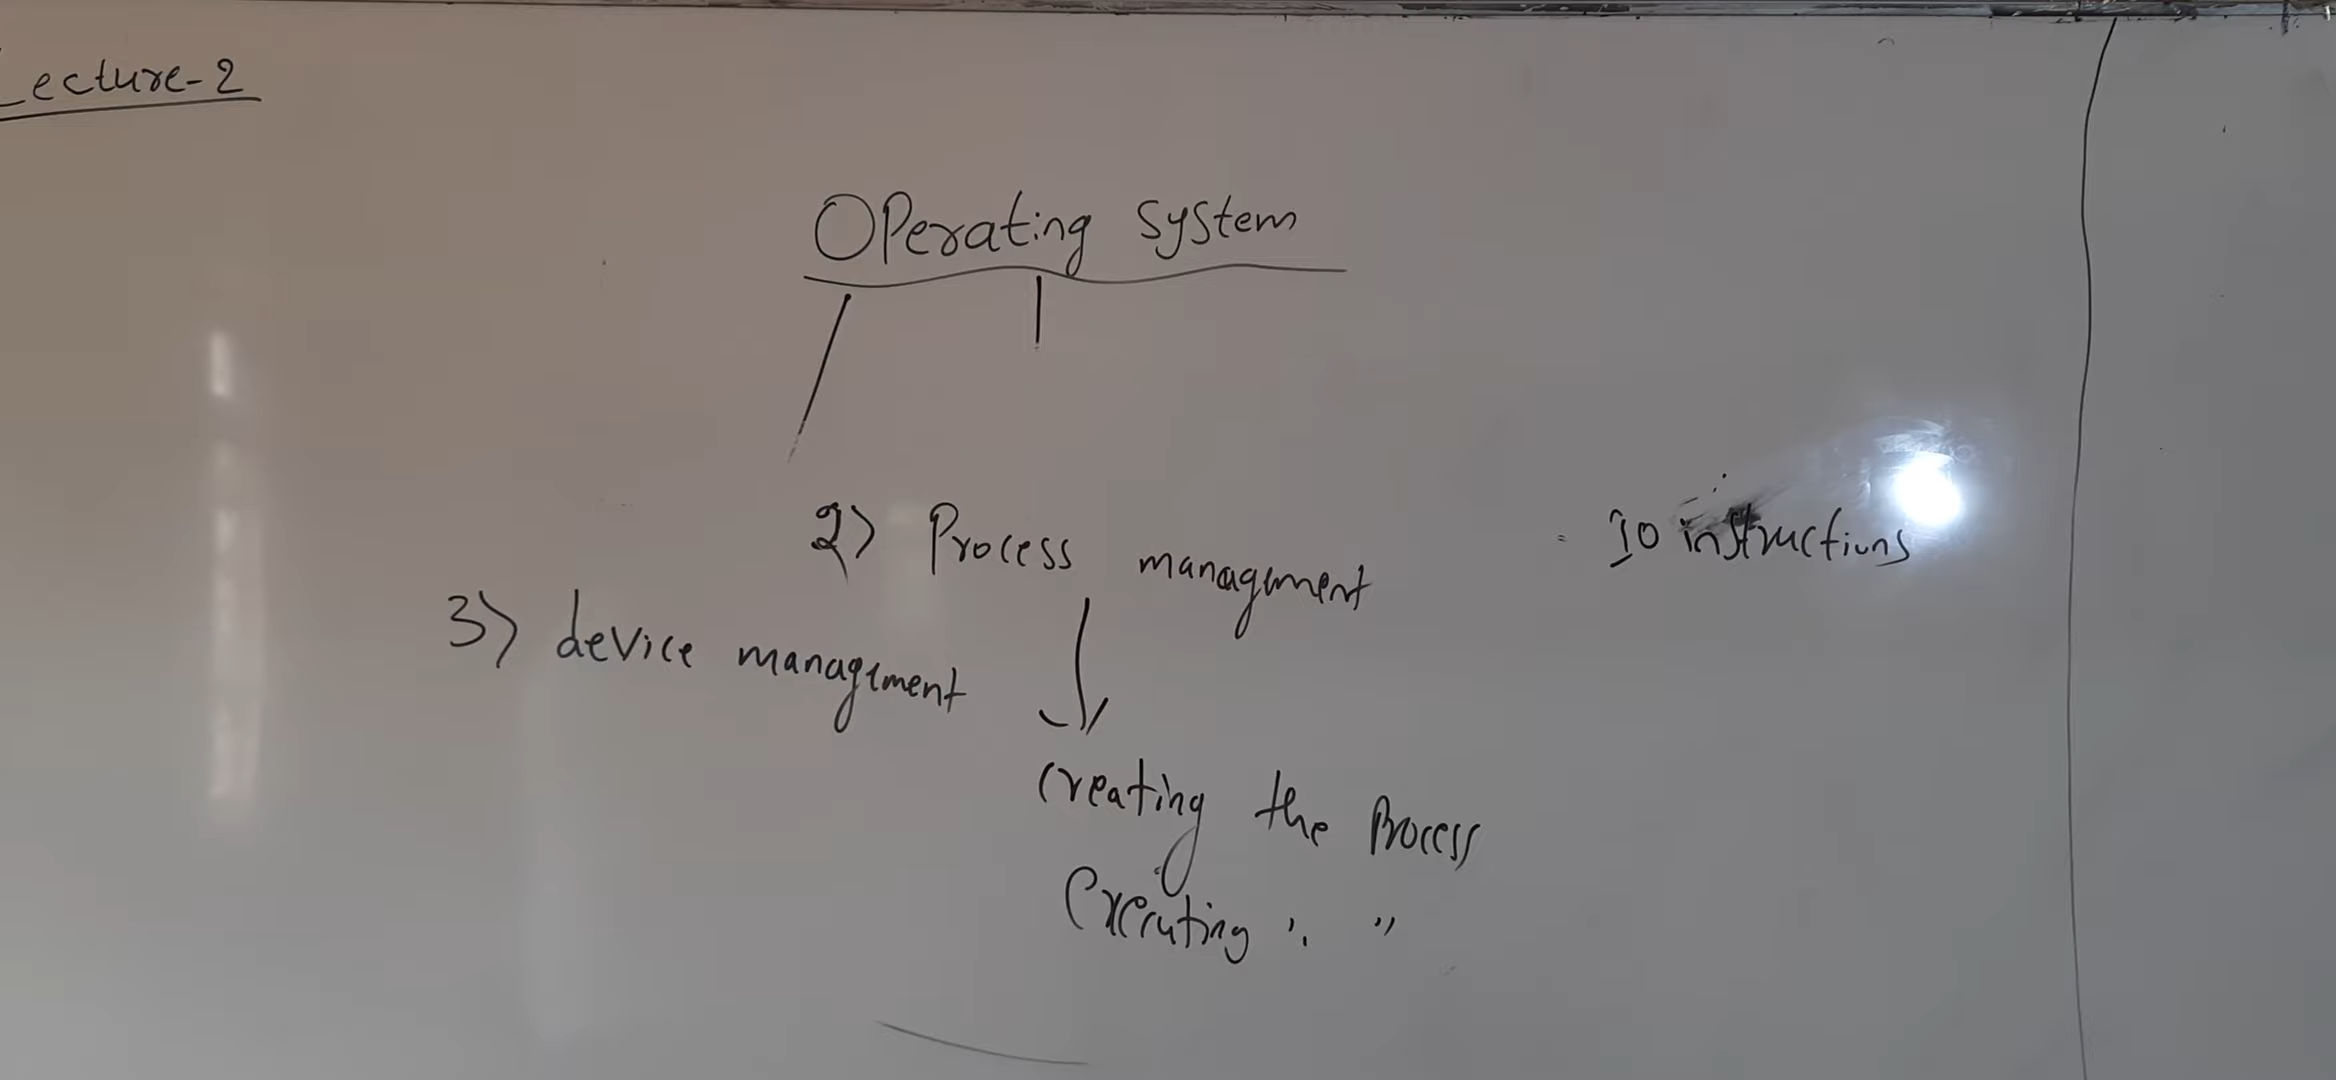 Lecture-2
Operating system
2) Process management
10 instructions
3) device management
creating the Process
Executing " "